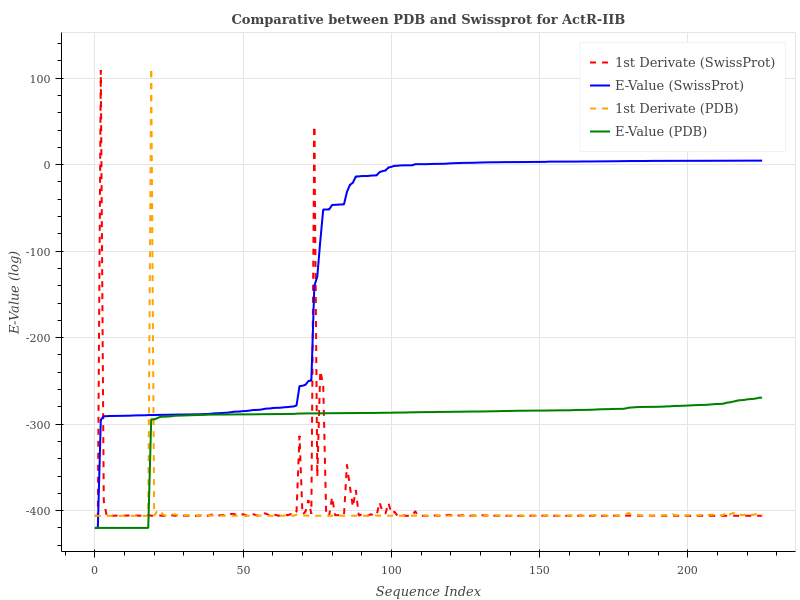 Comparative between PDB and Swissprot for ActR-IIB
1st Derivate (SwissProt)
E-Value (SwissProt)
1st Derivate (PDB)
E-Value (PDB)
E-Value (log)
100
0
-100
-200
-300
-400
0
50
100
150
200
Sequence Index